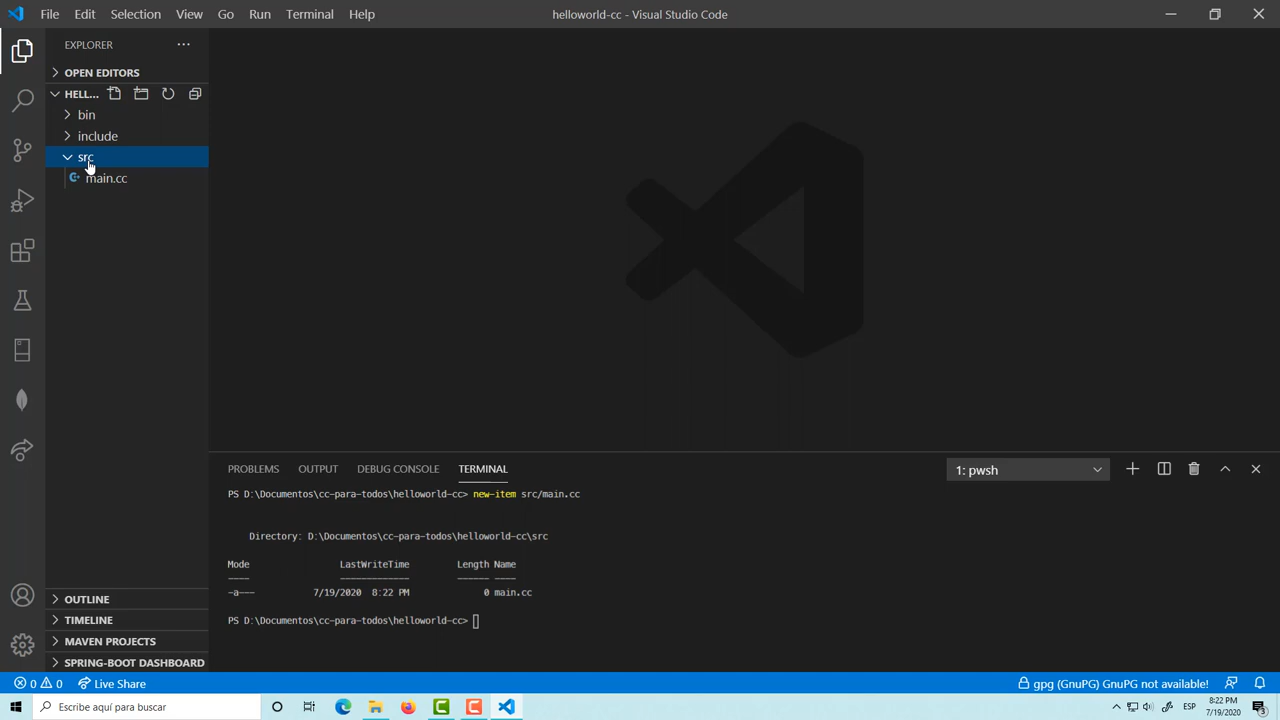 File Edit Selection View Go Run Terminal Help helloworld-cc - Visual Studio Code
EXPLORER
OPEN EDITORS
HELL...
bin
include
src
main.cc
PROBLEMS OUTPUT DEBUG CONSOLE TERMINAL 1: pwsh
PS D:\Documentos\cc-para-todos\helloworld-cc> new-item src/main.cc
Directory: D:\Documentos\cc-para-todos\helloworld-cc\src
Mode LastWriteTime Length Name
---- ------------- ------ ----
-a--- 7/19/2020 8:22 PM 0 main.cc
PS D:\Documentos\cc-para-todos\helloworld-cc>
OUTLINE
TIMELINE
MAVEN PROJECTS
SPRING-BOOT DASHBOARD
0 0 Live Share gpg (GnuPG) GnuPG not available!
Escribe aquí para buscar ESP 8:22 PM
7/19/2020 3